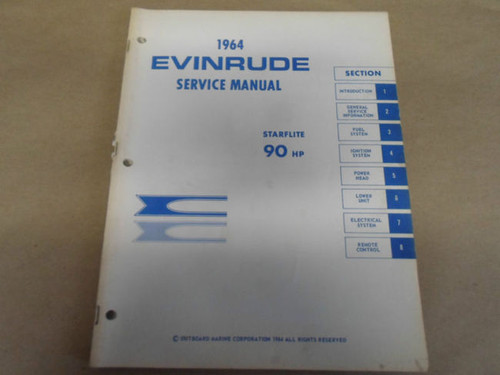 1964
EVINRUDE
SERVICE MANUAL
STARFLITE
90 HP
SECTION
INTRODUCTION 1
GENERAL
SERVICE
INFORMATION 2
FUEL
SYSTEM 3
IGNITION
SYSTEM 4
POWER
HEAD 5
LOWER
UNIT 6
ELECTRICAL
SYSTEM 7
REMOTE
CONTROL 8
© OUTBOARD MARINE CORPORATION 1964 ALL RIGHTS RESERVED